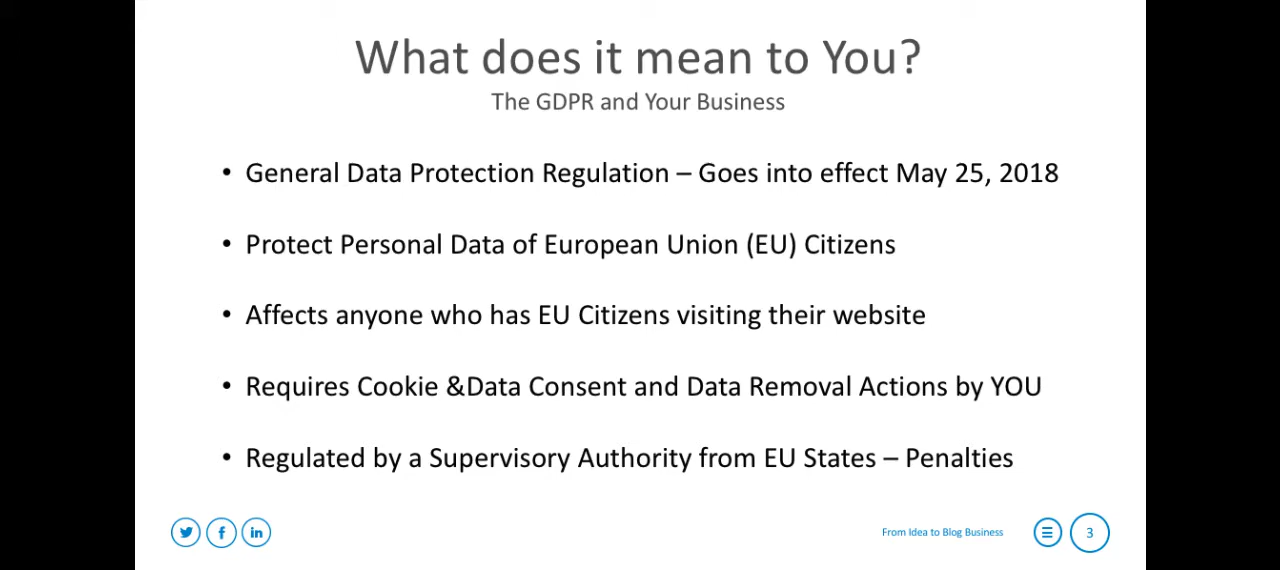 What does it mean to You?
The GDPR and Your Business
• General Data Protection Regulation – Goes into effect May 25, 2018
• Protect Personal Data of European Union (EU) Citizens
• Affects anyone who has EU Citizens visiting their website
• Requires Cookie &Data Consent and Data Removal Actions by YOU
• Regulated by a Supervisory Authority from EU States – Penalties
From Idea to Blog Business
3